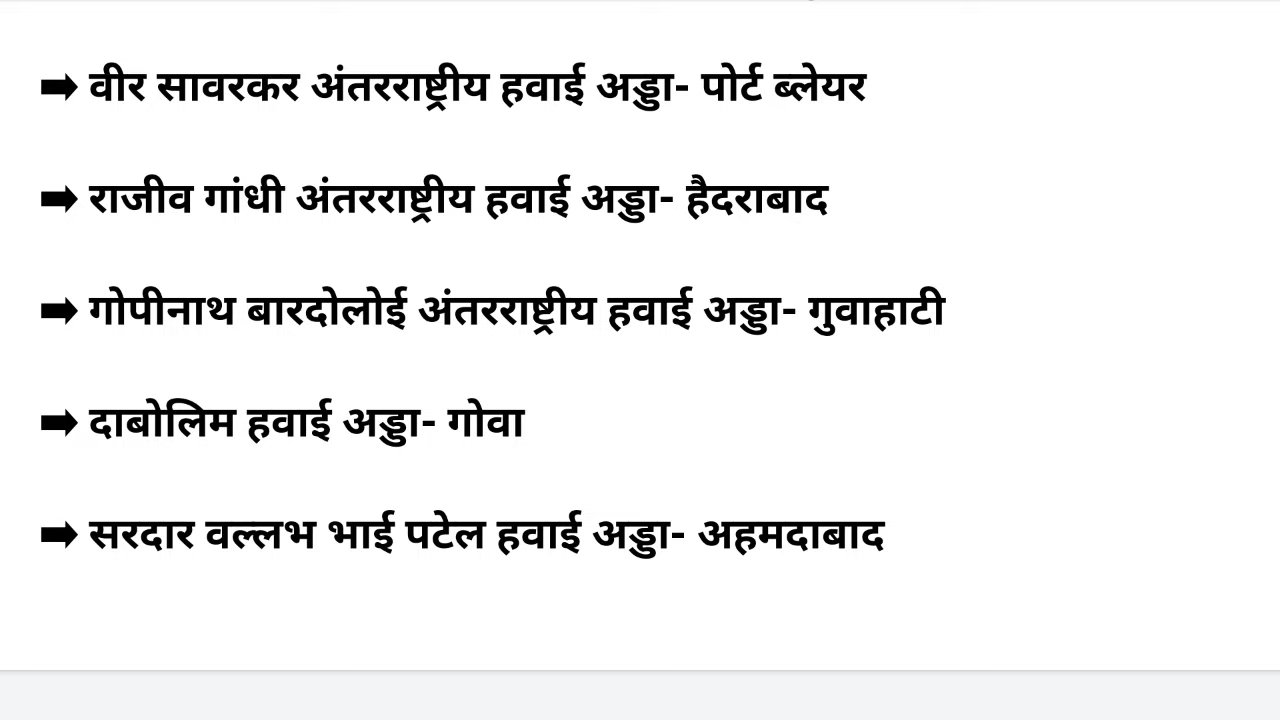 ➡ वीर सावरकर अंतरराष्ट्रीय हवाई अड्डा- पोर्ट ब्लेयर
➡ राजीव गांधी अंतरराष्ट्रीय हवाई अड्डा- हैदराबाद
➡ गोपीनाथ बारदोलोई अंतरराष्ट्रीय हवाई अड्डा- गुवाहाटी
➡ दाबोलिम हवाई अड्डा- गोवा
➡ सरदार वल्लभ भाई पटेल हवाई अड्डा- अहमदाबाद